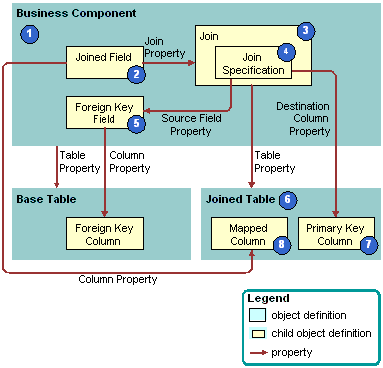 Business Component
1
Joined Field
2
Join
Property
Join
3
Join
Specification
4
Foreign Key
Field
5
Source Field
Property
Destination
Column
Property
Table
Property
Column
Property
Table
Property
Base Table
Foreign Key
Column
Joined Table
6
Mapped
Column
8
Primary Key
Column
7
Column Property
Legend
object definition
child object definition
property